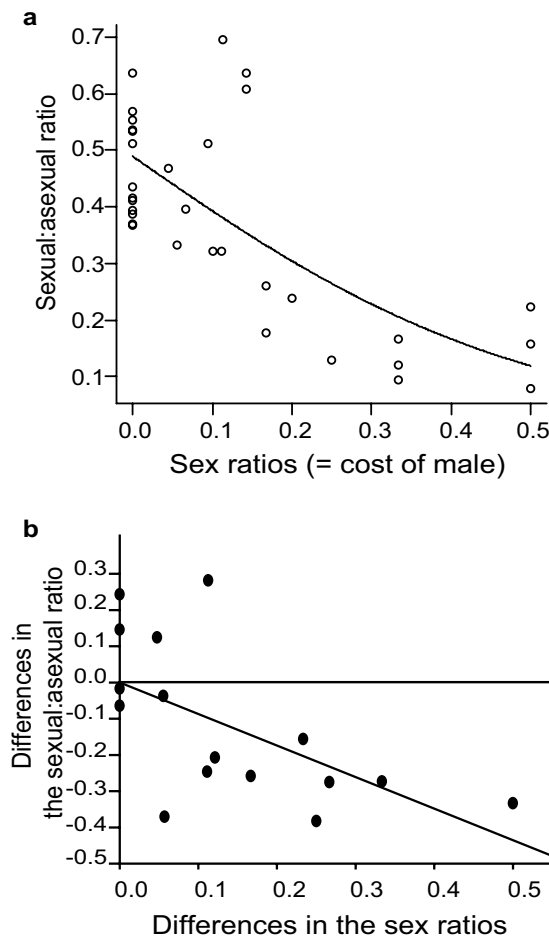 a
Sexual:asexual ratio
0.7
0.6
0.5
0.4
0.3
0.2
0.1
0.0 0.1 0.2 0.3 0.4 0.5
Sex ratios (= cost of male)
b
Differences in
the sexual:asexual ratio
0.3
0.2
0.1
0.0
-0.1
-0.2
-0.3
-0.4
-0.5
0.0 0.1 0.2 0.3 0.4 0.5
Differences in the sex ratios